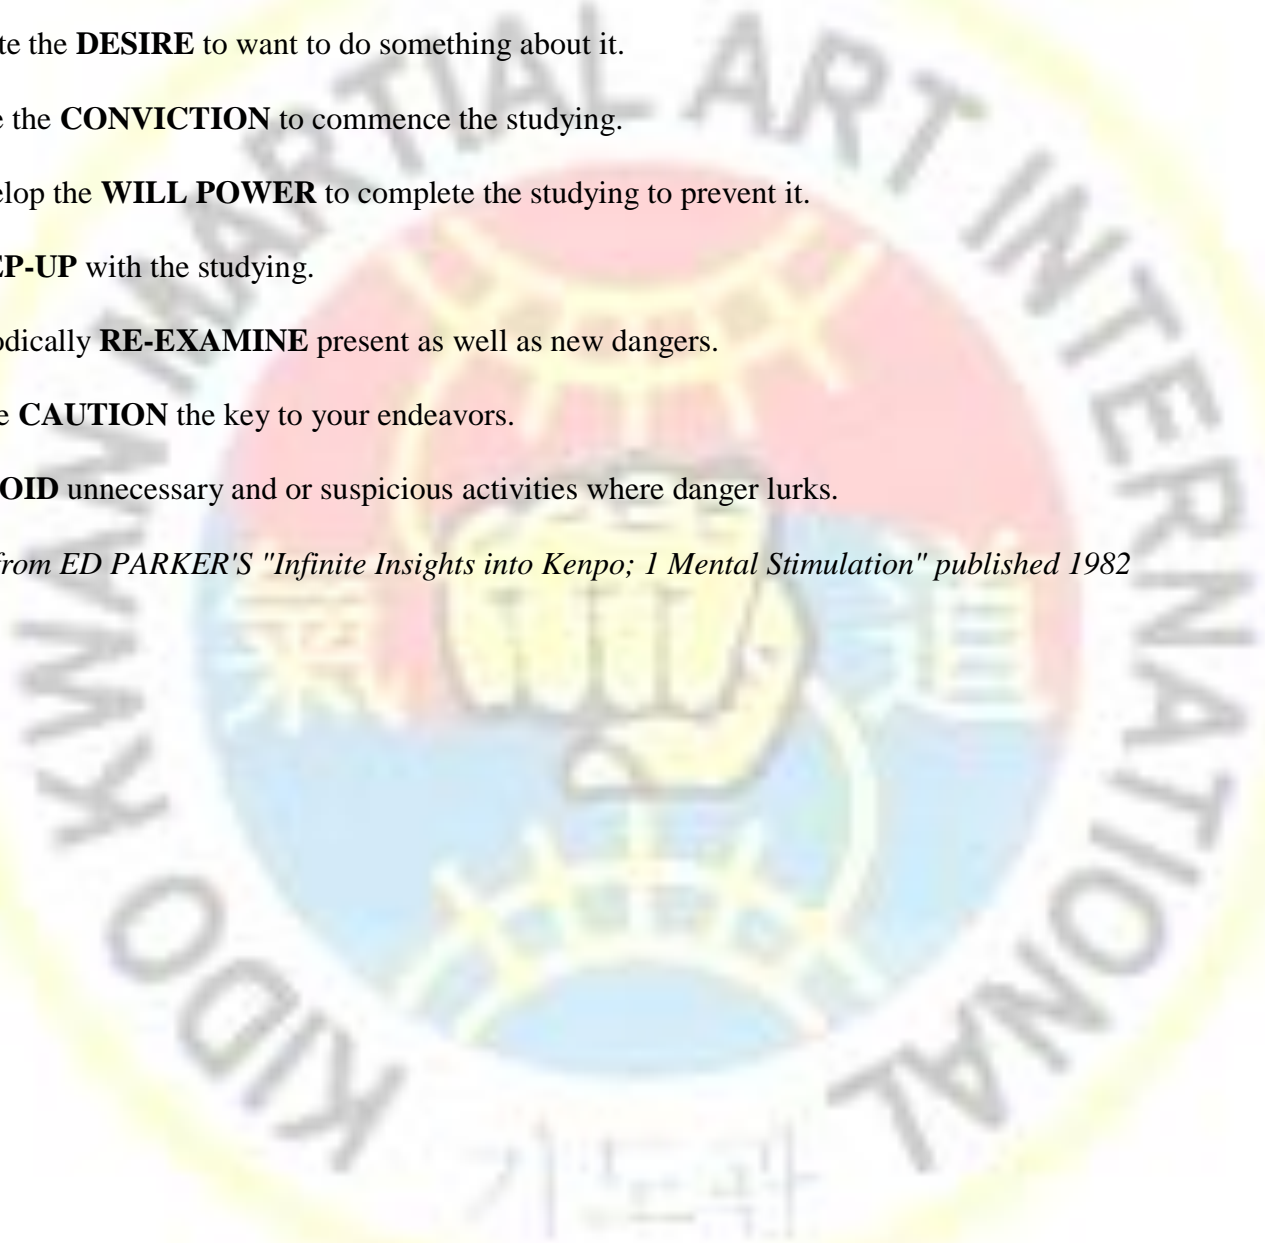 te the DESIRE to want to do something about it.
e the CONVICTION to commence the studying.
elop the WILL POWER to complete the studying to prevent it.
EP-UP with the studying.
odically RE-EXAMINE present as well as new dangers.
e CAUTION the key to your endeavors.
OID unnecessary and or suspicious activities where danger lurks.
from ED PARKER'S "Infinite Insights into Kenpo; 1 Mental Stimulation" published 1982
KIDO KWAN MARTIAL ART INTERNATIONAL
기도관